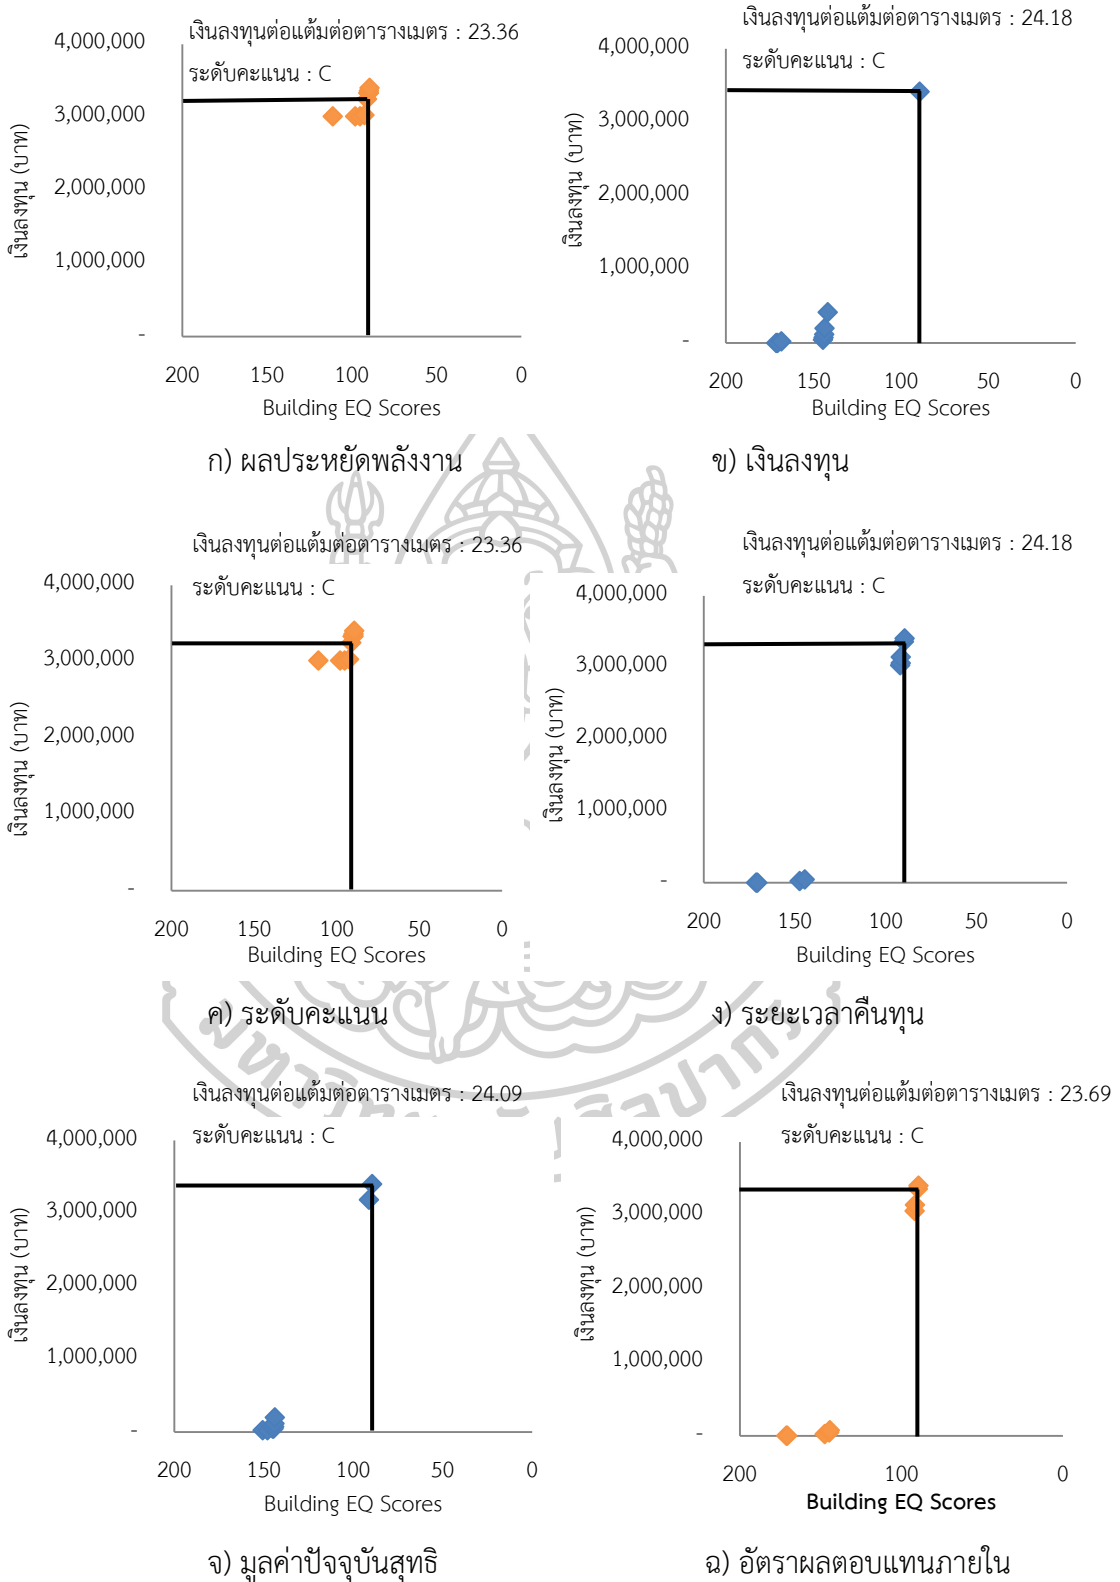 เงินลงทุนต่อแต้มต่อตารางเมตร : 23.36
ระดับคะแนน : C
4,000,000
3,000,000
2,000,000
1,000,000
-
เงินลงทุน (บาท)
200 150 100 50 0
Building EQ Scores
ก) ผลประหยัดพลังงาน
เงินลงทุนต่อแต้มต่อตารางเมตร : 24.18
ระดับคะแนน : C
4,000,000
3,000,000
2,000,000
1,000,000
-
เงินลงทุน (บาท)
200 150 100 50 0
Building EQ Scores
ข) เงินลงทุน
เงินลงทุนต่อแต้มต่อตารางเมตร : 23.36
ระดับคะแนน : C
4,000,000
3,000,000
2,000,000
1,000,000
-
เงินลงทุน (บาท)
200 150 100 50 0
Building EQ Scores
ค) ระดับคะแนน
เงินลงทุนต่อแต้มต่อตารางเมตร : 24.18
ระดับคะแนน : C
4,000,000
3,000,000
2,000,000
1,000,000
-
เงินลงทุน (บาท)
200 150 100 50 0
Building EQ Scores
ง) ระยะเวลาคืนทุน
เงินลงทุนต่อแต้มต่อตารางเมตร : 24.09
ระดับคะแนน : C
4,000,000
3,000,000
2,000,000
1,000,000
-
เงินลงทุน (บาท)
200 150 100 50 0
Building EQ Scores
จ) มูลค่าปัจจุบันสุทธิ
เงินลงทุนต่อแต้มต่อตารางเมตร : 23.69
ระดับคะแนน : C
4,000,000
3,000,000
2,000,000
1,000,000
-
เงินลงทุน (บาท)
200 100 0
Building EQ Scores
ฉ) อัตราผลตอบแทนภายใน